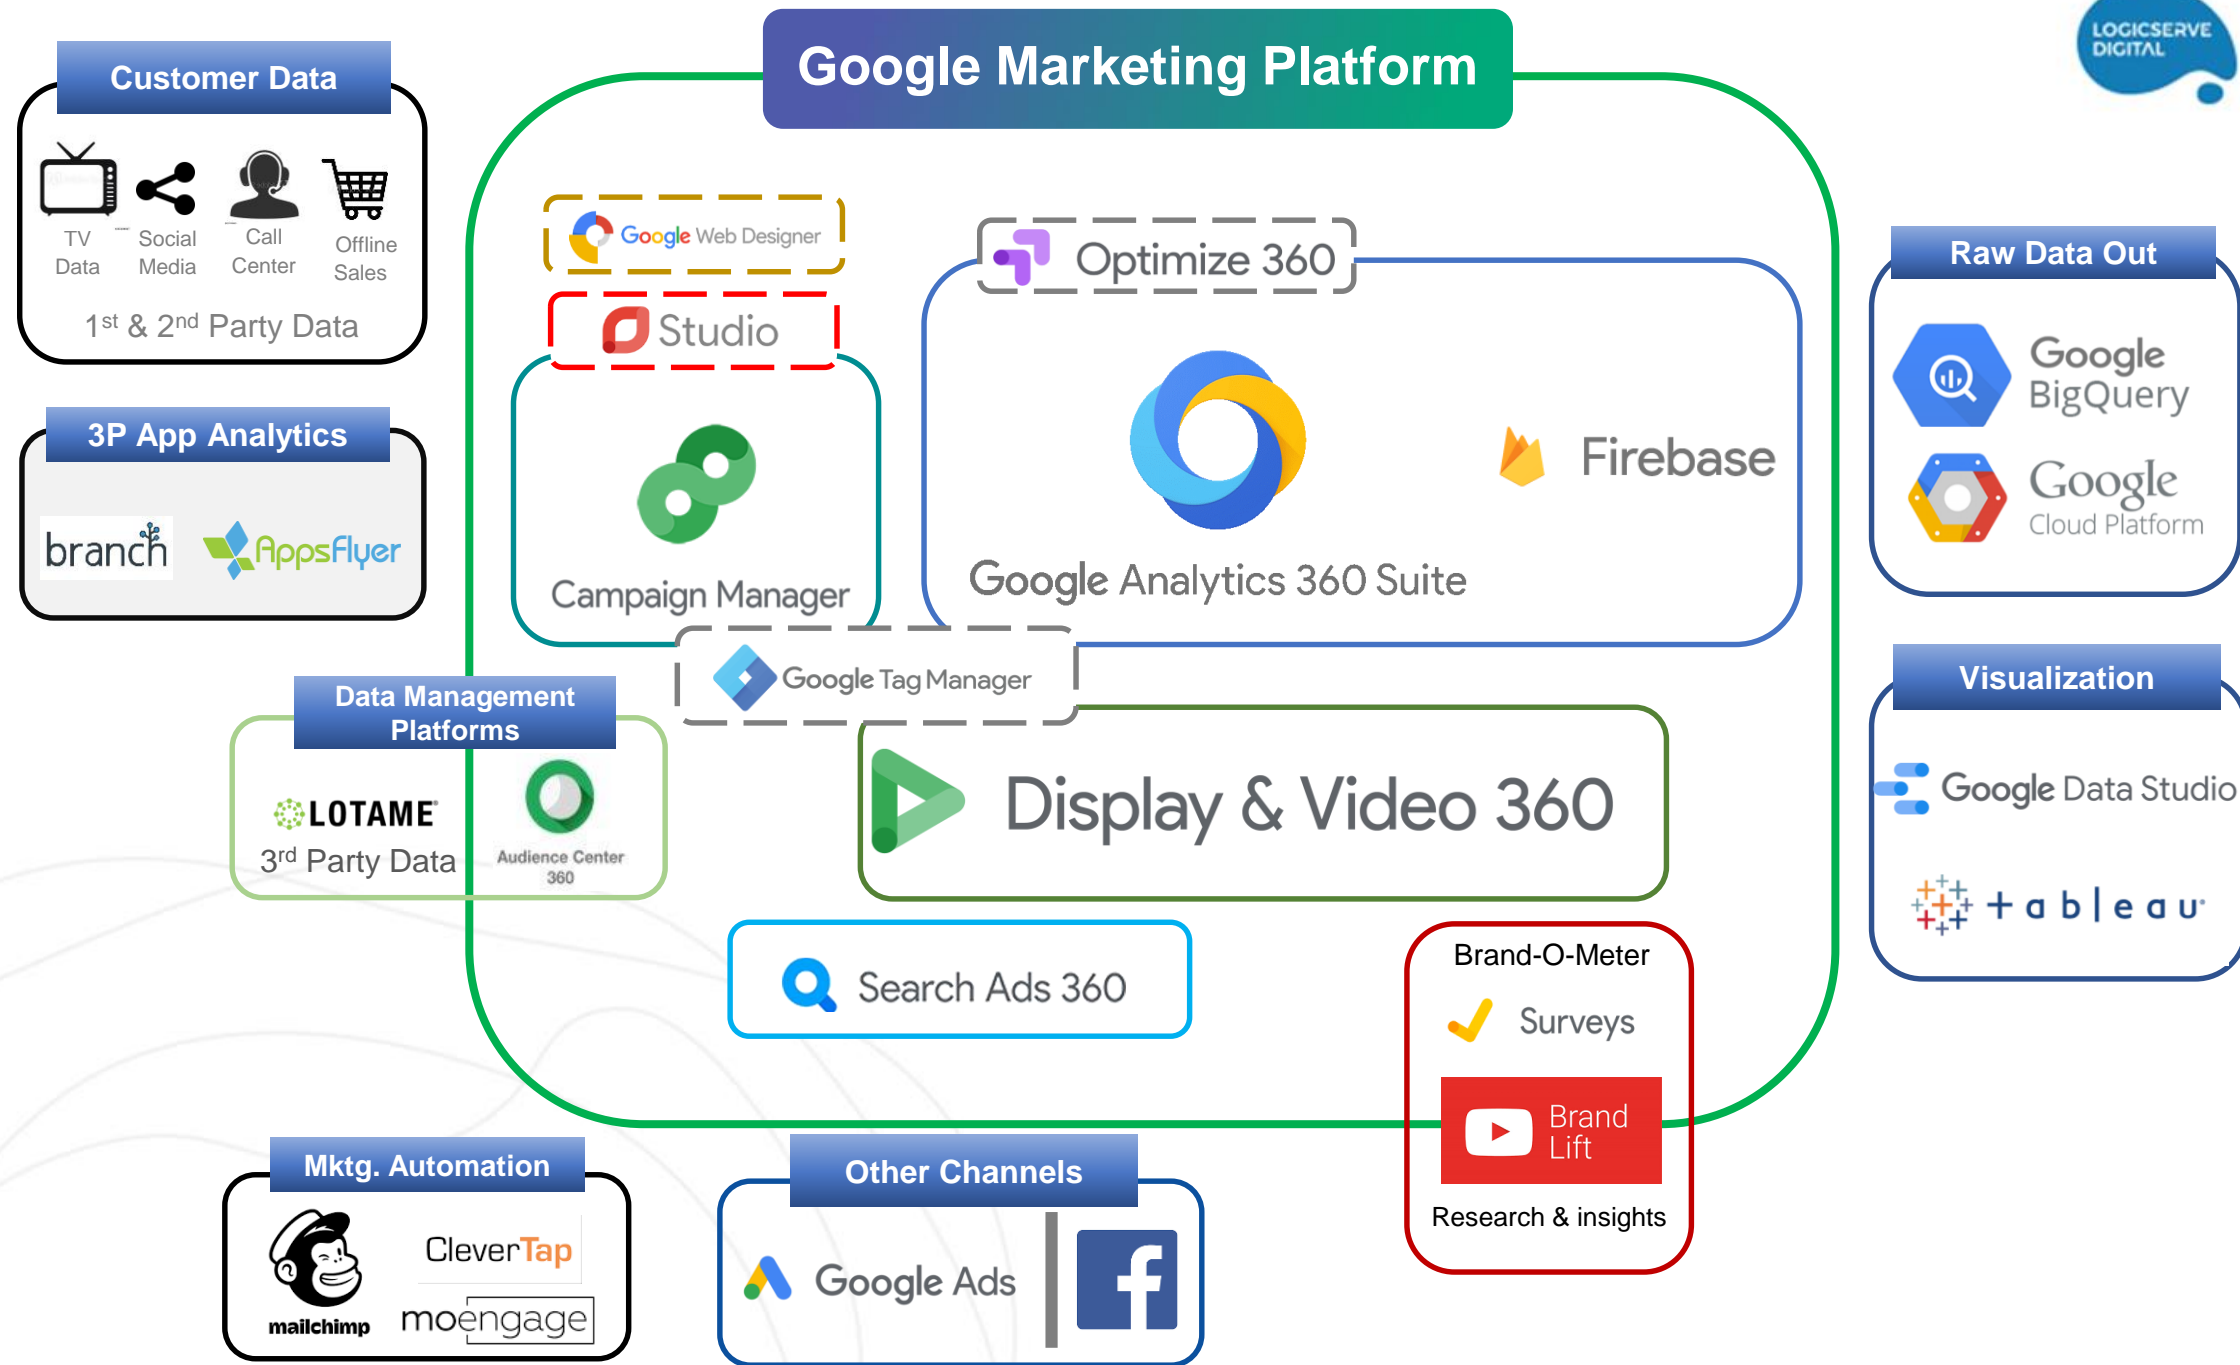 Google Marketing Platform
LOGICSERVE
DIGITAL
Customer Data
TV
Data
Social
Media
Call
Center
Offline
Sales
1st & 2nd Party Data
3P App Analytics
branch
AppsFlyer
Data Management
Platforms
LOTAME
3rd Party Data
Audience Center
360
Google Web Designer
Studio
Campaign Manager
Optimize 360
Google Analytics 360 Suite
Firebase
Google Tag Manager
Display & Video 360
Search Ads 360
Brand-O-Meter
Surveys
Brand
Lift
Research & insights
Raw Data Out
Google
BigQuery
Google
Cloud Platform
Visualization
Google Data Studio
+ableau
Mktg. Automation
mailchimp
CleverTap
moengage
Other Channels
Google Ads
f